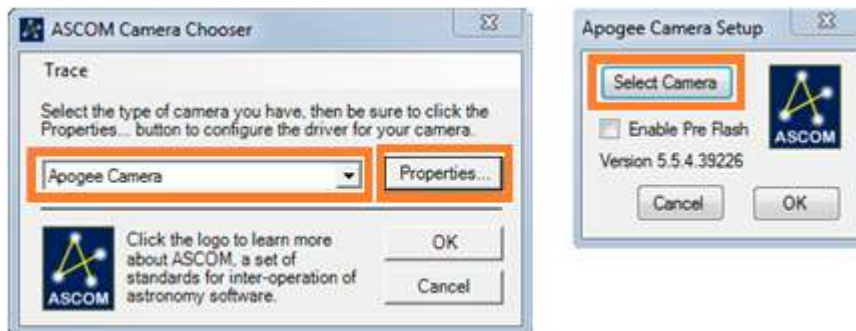 ASCOM Camera Chooser
Trace
Select the type of camera you have, then be sure to click the
Properties... button to configure the driver for your camera.
Apogee Camera
Properties...
Click the logo to learn more
about ASCOM, a set of
standards for inter-operation of
astronomy software.
OK
Cancel
ASCOM
Apogee Camera Setup
Select Camera
Enable Pre Flash
ASCOM
Version 5.5.4.39226
Cancel
OK